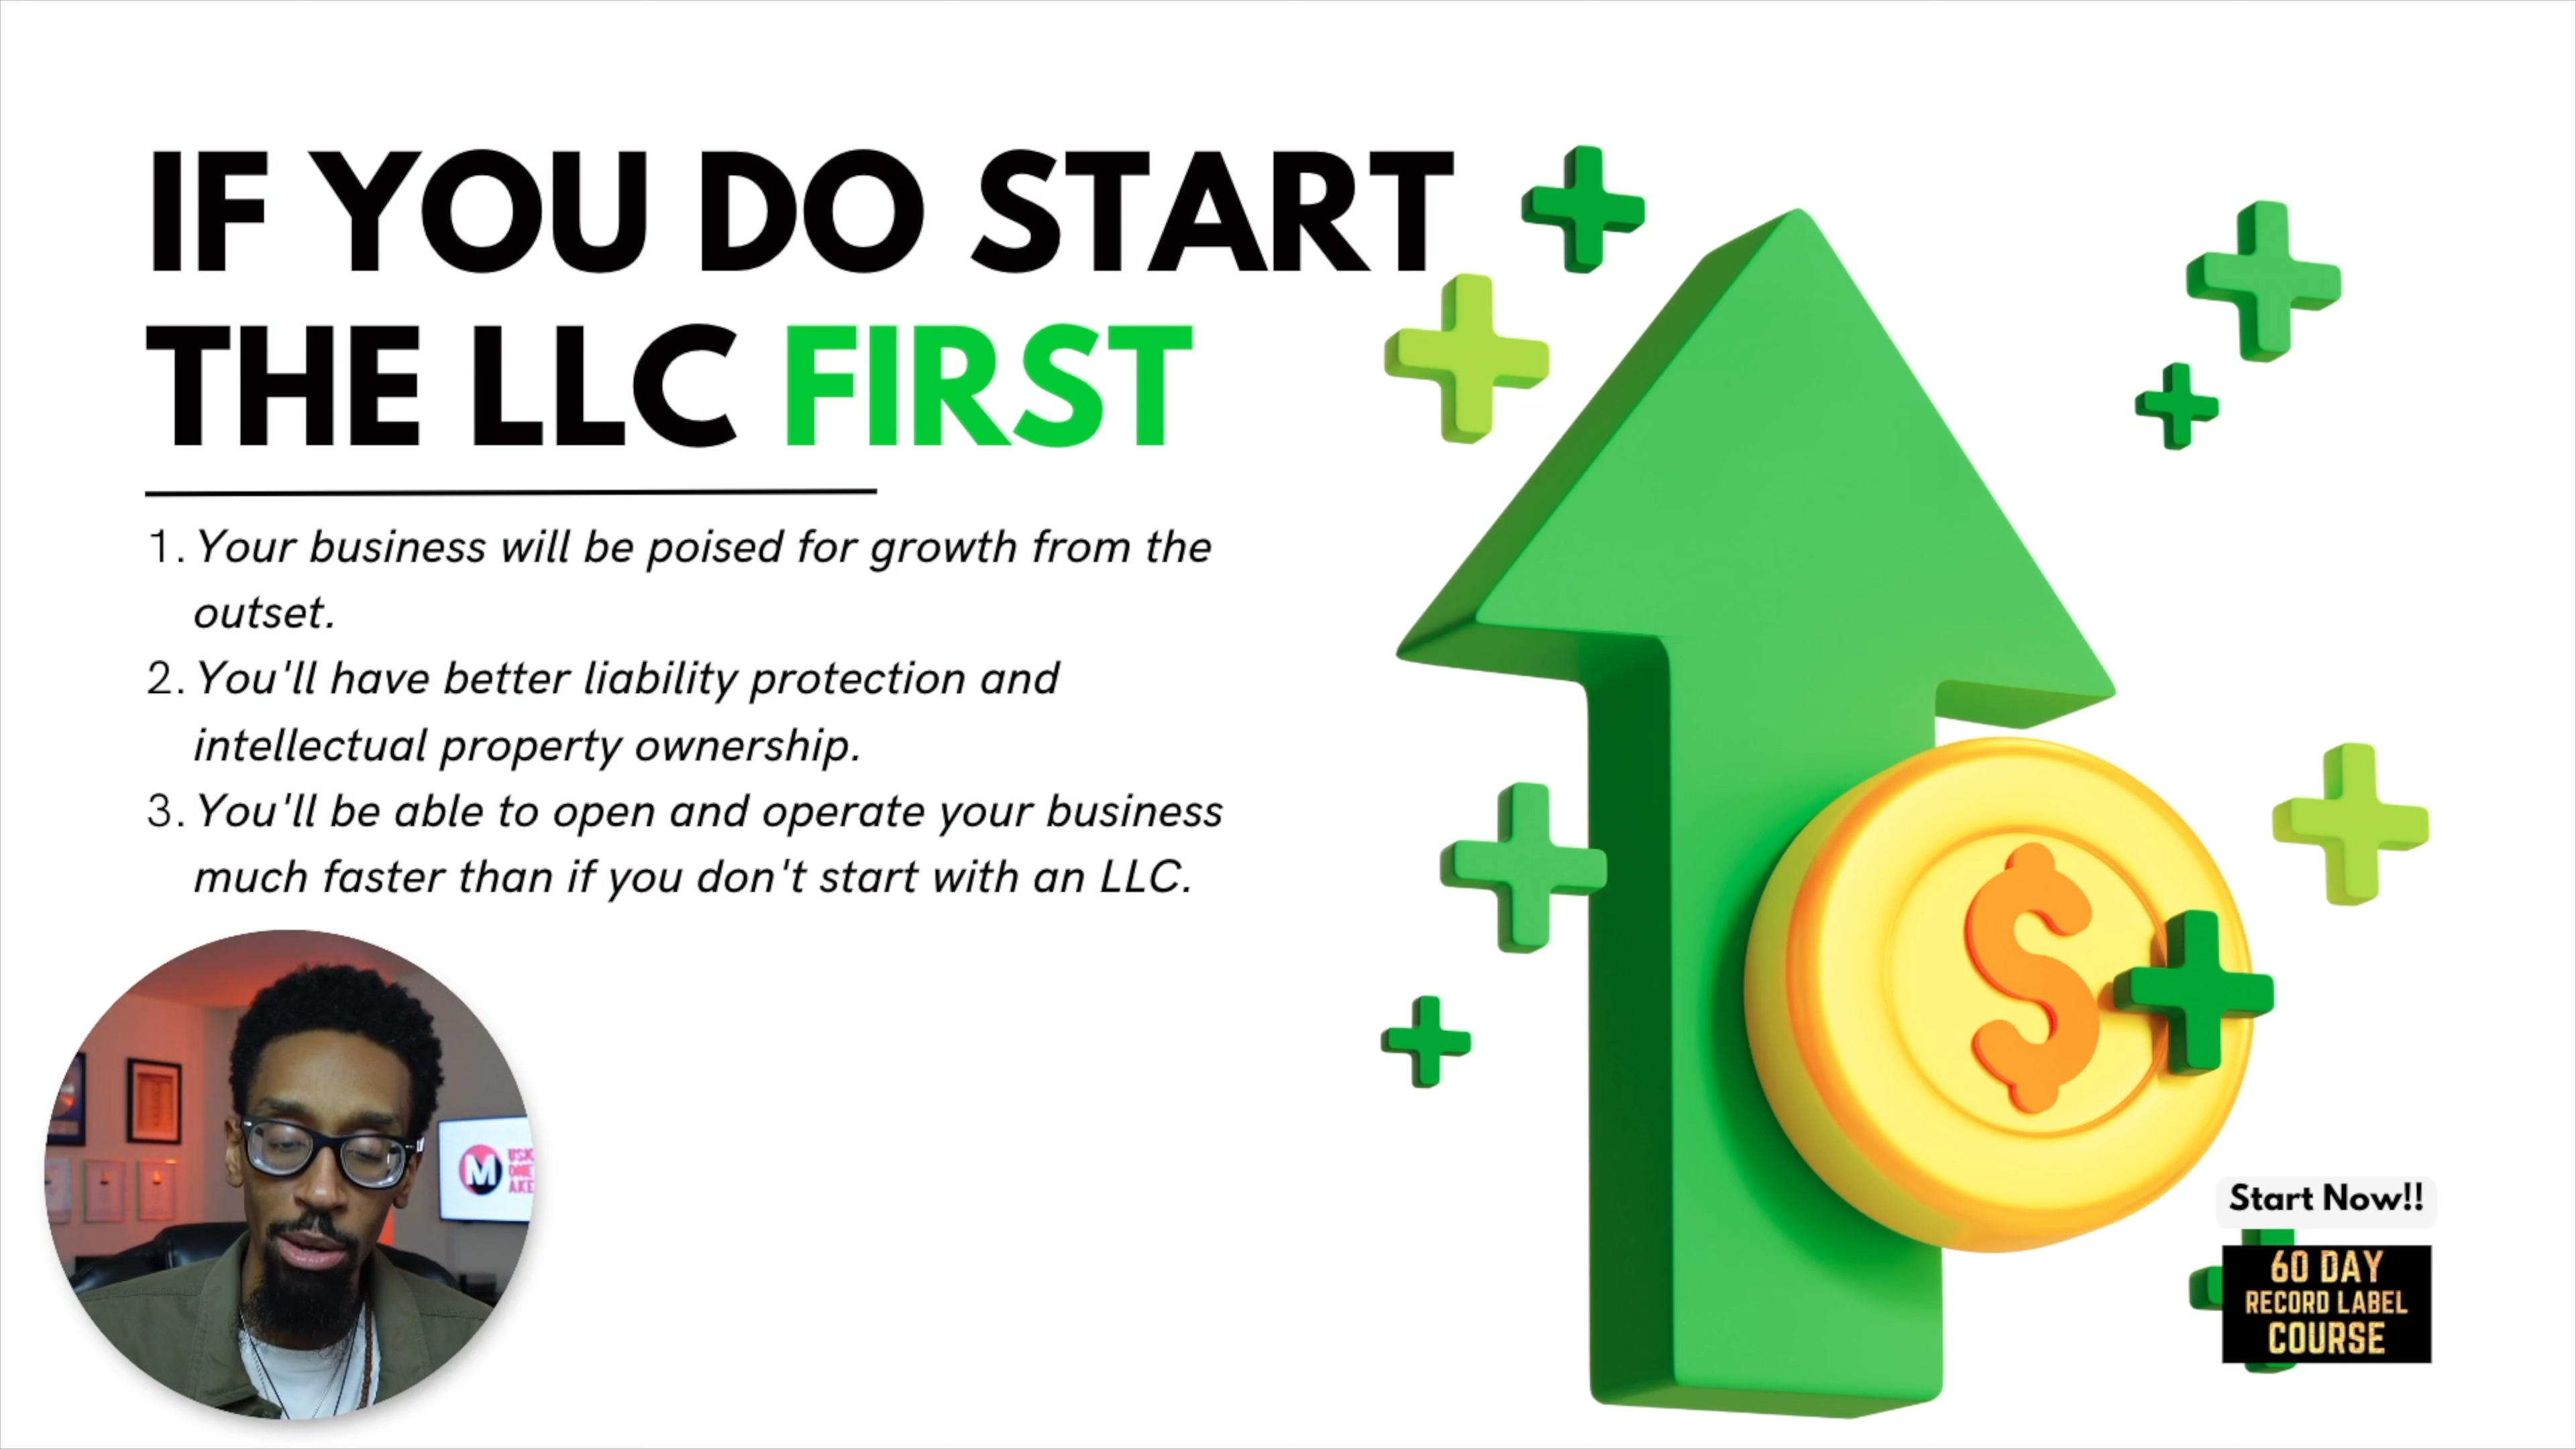 IF YOU DO START
THE LLC FIRST
1. Your business will be poised for growth from the
outset.
2. You'll have better liability protection and
intellectual property ownership.
3. You'll be able to open and operate your business
much faster than if you don't start with an LLC.
M
$
Start Now!!
60 DAY
RECORD LABEL
COURSE